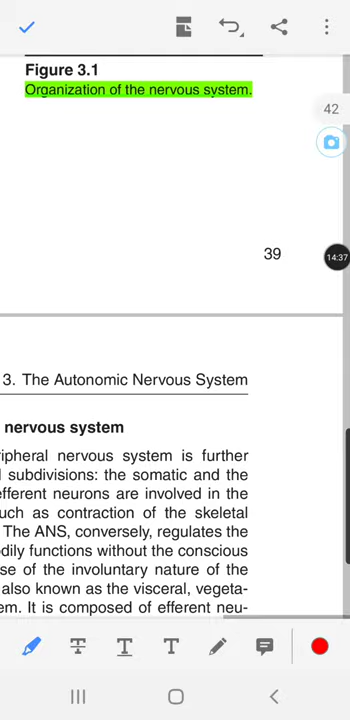 Figure 3.1
Organization of the nervous system.
42
39
14:37
3. The Autonomic Nervous System
nervous system
ripheral nervous system is further
subdivisions: the somatic and the
efferent neurons are involved in the
uch as contraction of the skeletal
The ANS, conversely, regulates the
dily functions without the conscious
se of the involuntary nature of the
also known as the visceral, vegeta-
em. It is composed of efferent neu-